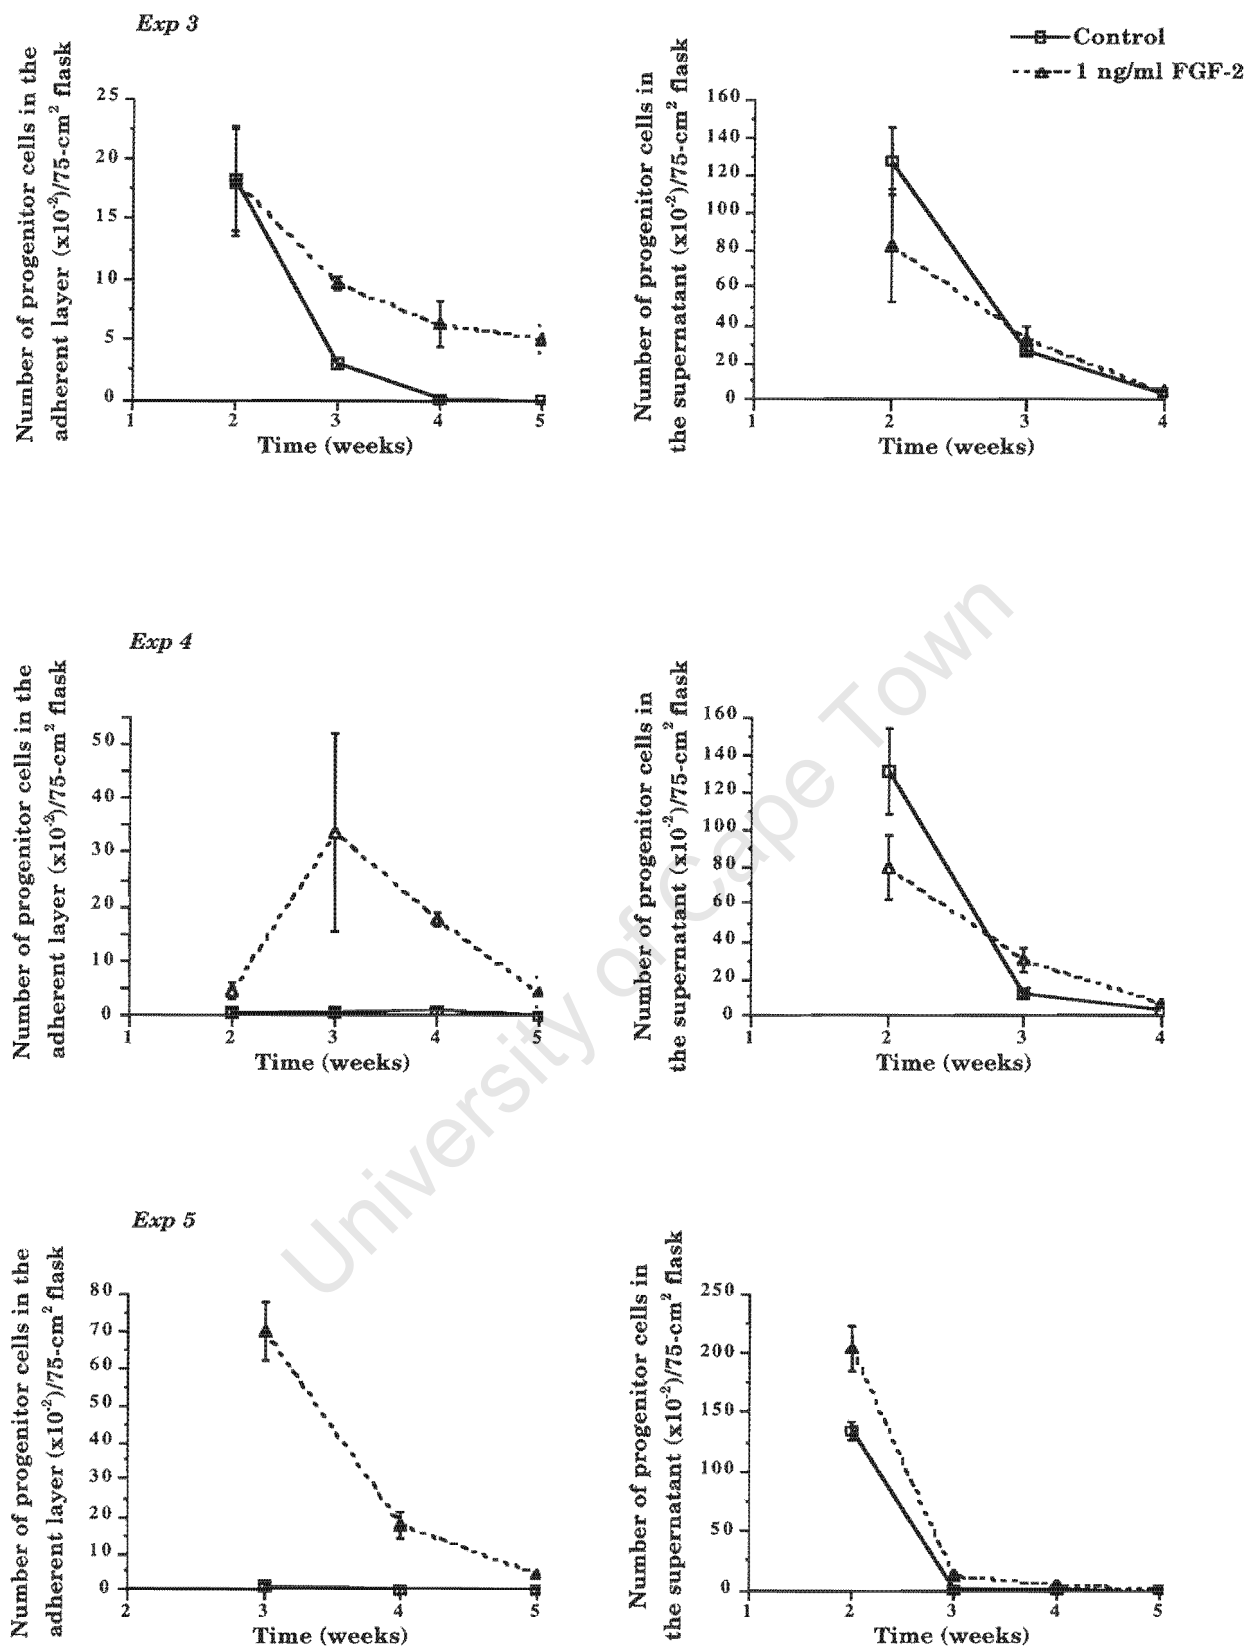 Exp 3
Control
1 ng/ml FGF-2
Number of progenitor cells in the
adherent layer (x10⁻²)/75-cm² flask
25
20
15
10
5
0
1 2 3 4 5
Time (weeks)
Number of progenitor cells in
the supernatant (x10⁻²)/75-cm² flask
160
140
120
100
80
60
40
20
0
1 2 3 4
Time (weeks)
Exp 4
Number of progenitor cells in the
adherent layer (x10⁻²)/75-cm² flask
50
40
30
20
10
0
1 2 3 4 5
Time (weeks)
Number of progenitor cells in
the supernatant (x10⁻²)/75-cm² flask
160
140
120
100
80
60
40
20
0
1 2 3 4
Time (weeks)
Exp 5
Number of progenitor cells in the
adherent layer (x10⁻²)/75-cm² flask
80
70
60
50
40
30
20
10
0
2 3 4 5
Time (weeks)
Number of progenitor cells in
the supernatant (x10⁻²)/75-cm² flask
250
200
150
100
50
0
1 2 3 4 5
Time (weeks)
University of Cape Town